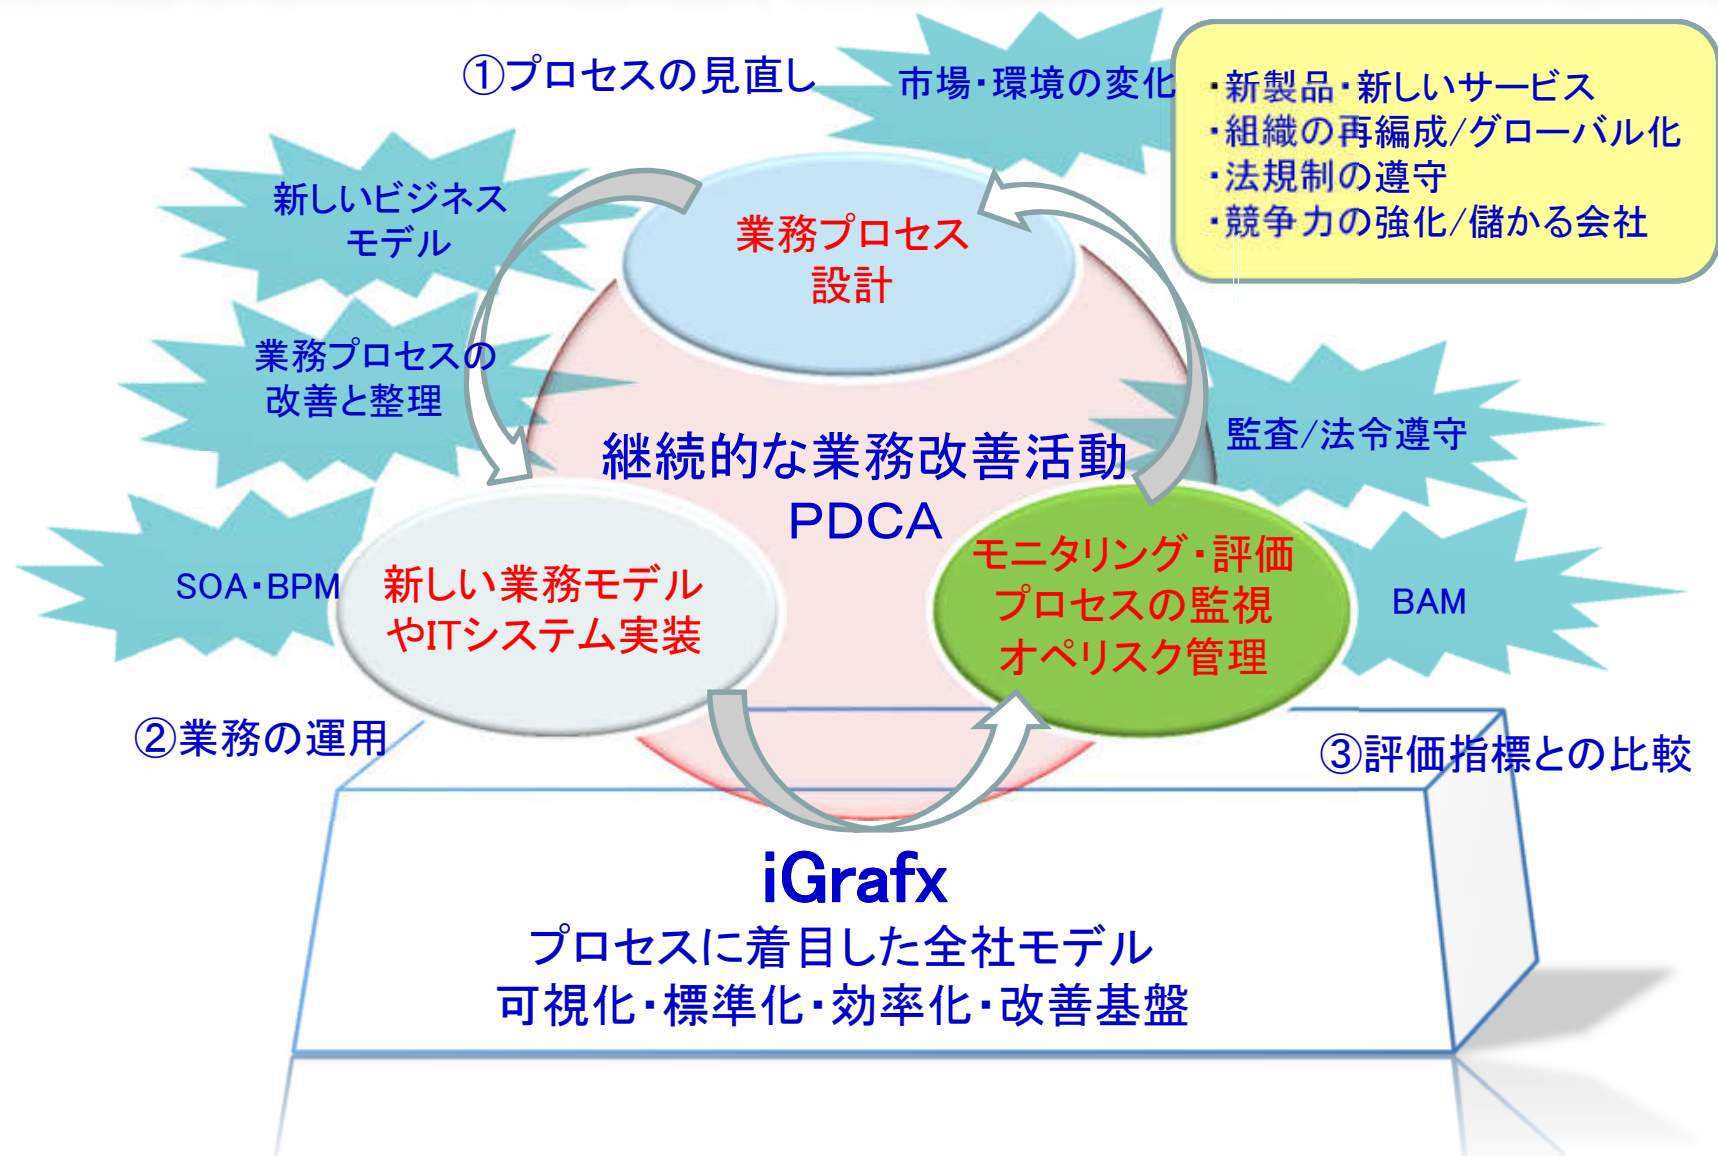 ①プロセスの見直し
市場・環境の変化
・新製品・新しいサービス
・組織の再編成/グローバル化
・法規制の遵守
・競争力の強化/儲かる会社
新しいビジネス
モデル
業務プロセス
設計
業務プロセスの
改善と整理
監査/法令遵守
継続的な業務改善活動
PDCA
SOA・BPM
新しい業務モデル
やITシステム実装
モニタリング・評価
プロセスの監視
オペリスク管理
BAM
②業務の運用
③評価指標との比較
iGrafx
プロセスに着目した全社モデル
可視化・標準化・効率化・改善基盤